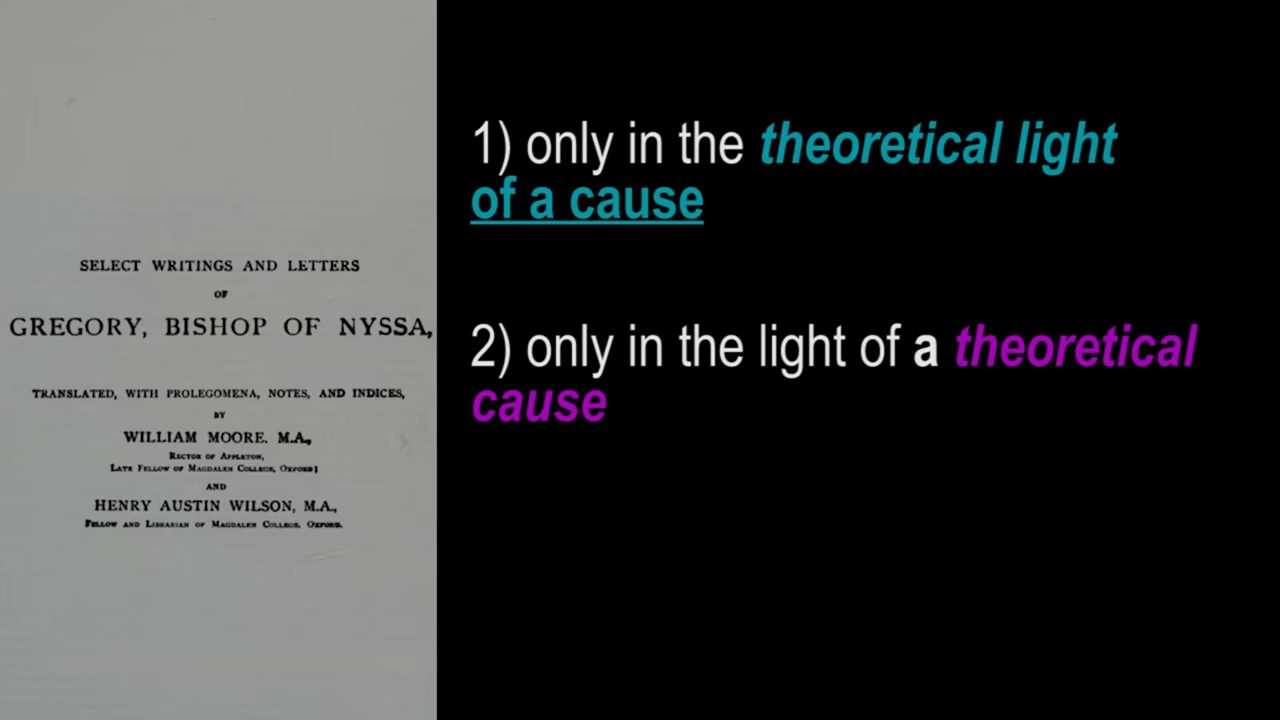 SELECT WRITINGS AND LETTERS
OF
GREGORY, BISHOP OF NYSSA,
TRANSLATED, WITH PROLEGOMENA, NOTES, AND INDICES,
BY
WILLIAM MOORE, M.A.,
RECTOR OF APPLETON,
LATE FELLOW OF MAGDALEN COLLEGE, OXFORD;
AND
HENRY AUSTIN WILSON, M.A.,
FELLOW AND LIBRARIAN OF MAGDALEN COLLEGE, OXFORD.
1) only in the theoretical light
of a cause
2) only in the light of a theoretical
cause